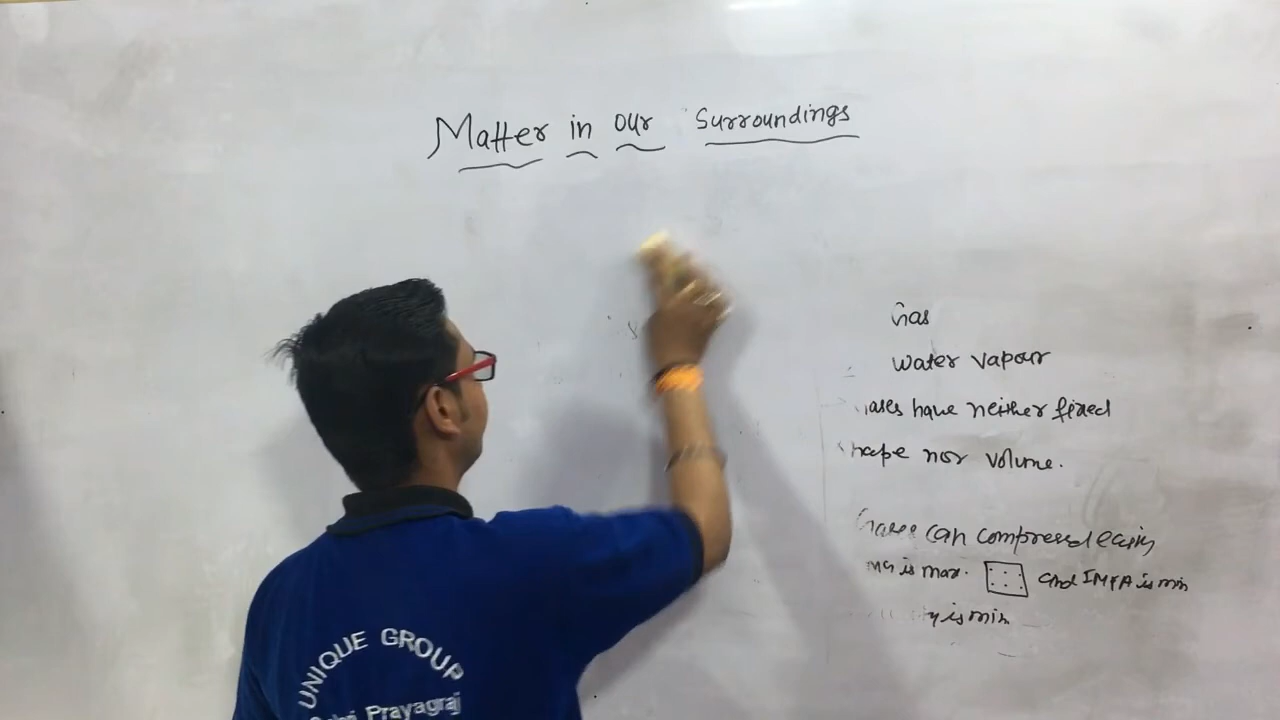 Matter in our Surroundings
Gas
water vapour
have neither fixed
nor volume.
can compressed easily
is max. and IMFA is min
is min
UNIQUE GROUP
Prayagraj